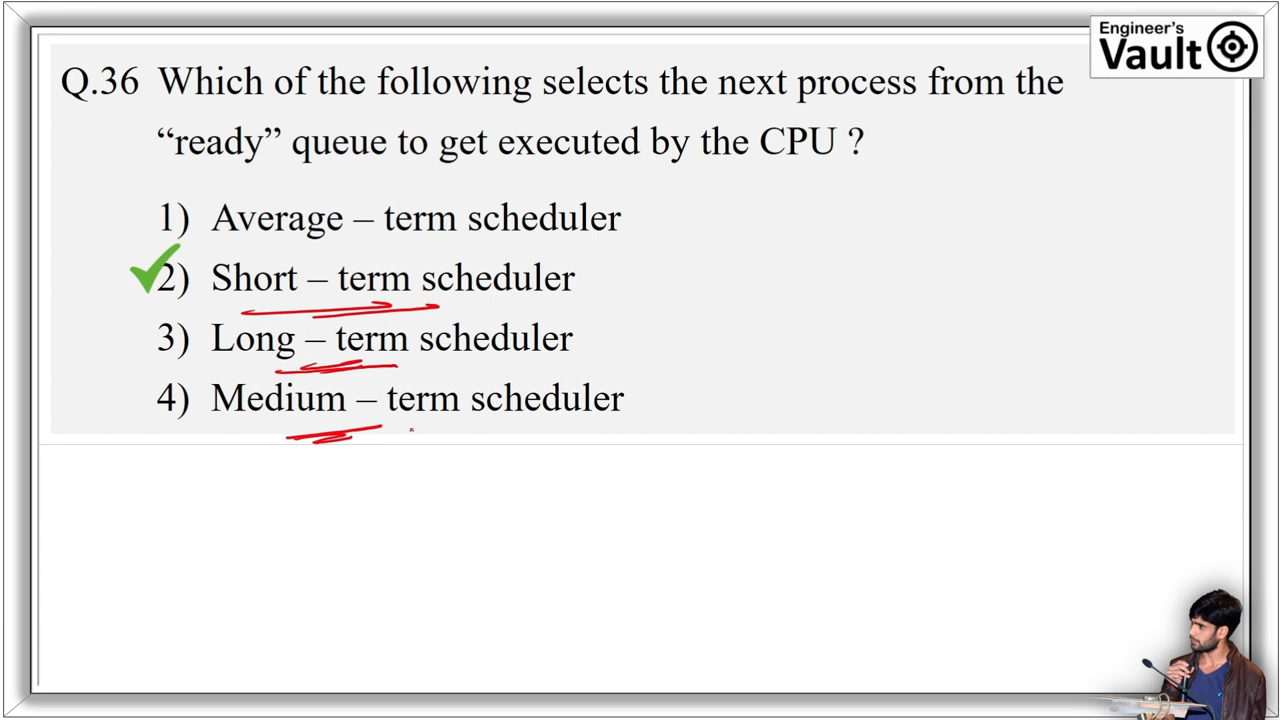 Engineer's
Vault
Q.36 Which of the following selects the next process from the
“ready” queue to get executed by the CPU ?
1) Average – term scheduler
2) Short – term scheduler
3) Long – term scheduler
4) Medium – term scheduler